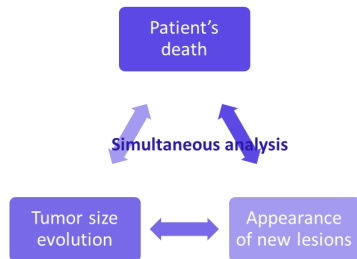 Patient's
death
Simultaneous analysis
Tumor size
evolution
Appearance
of new lesions